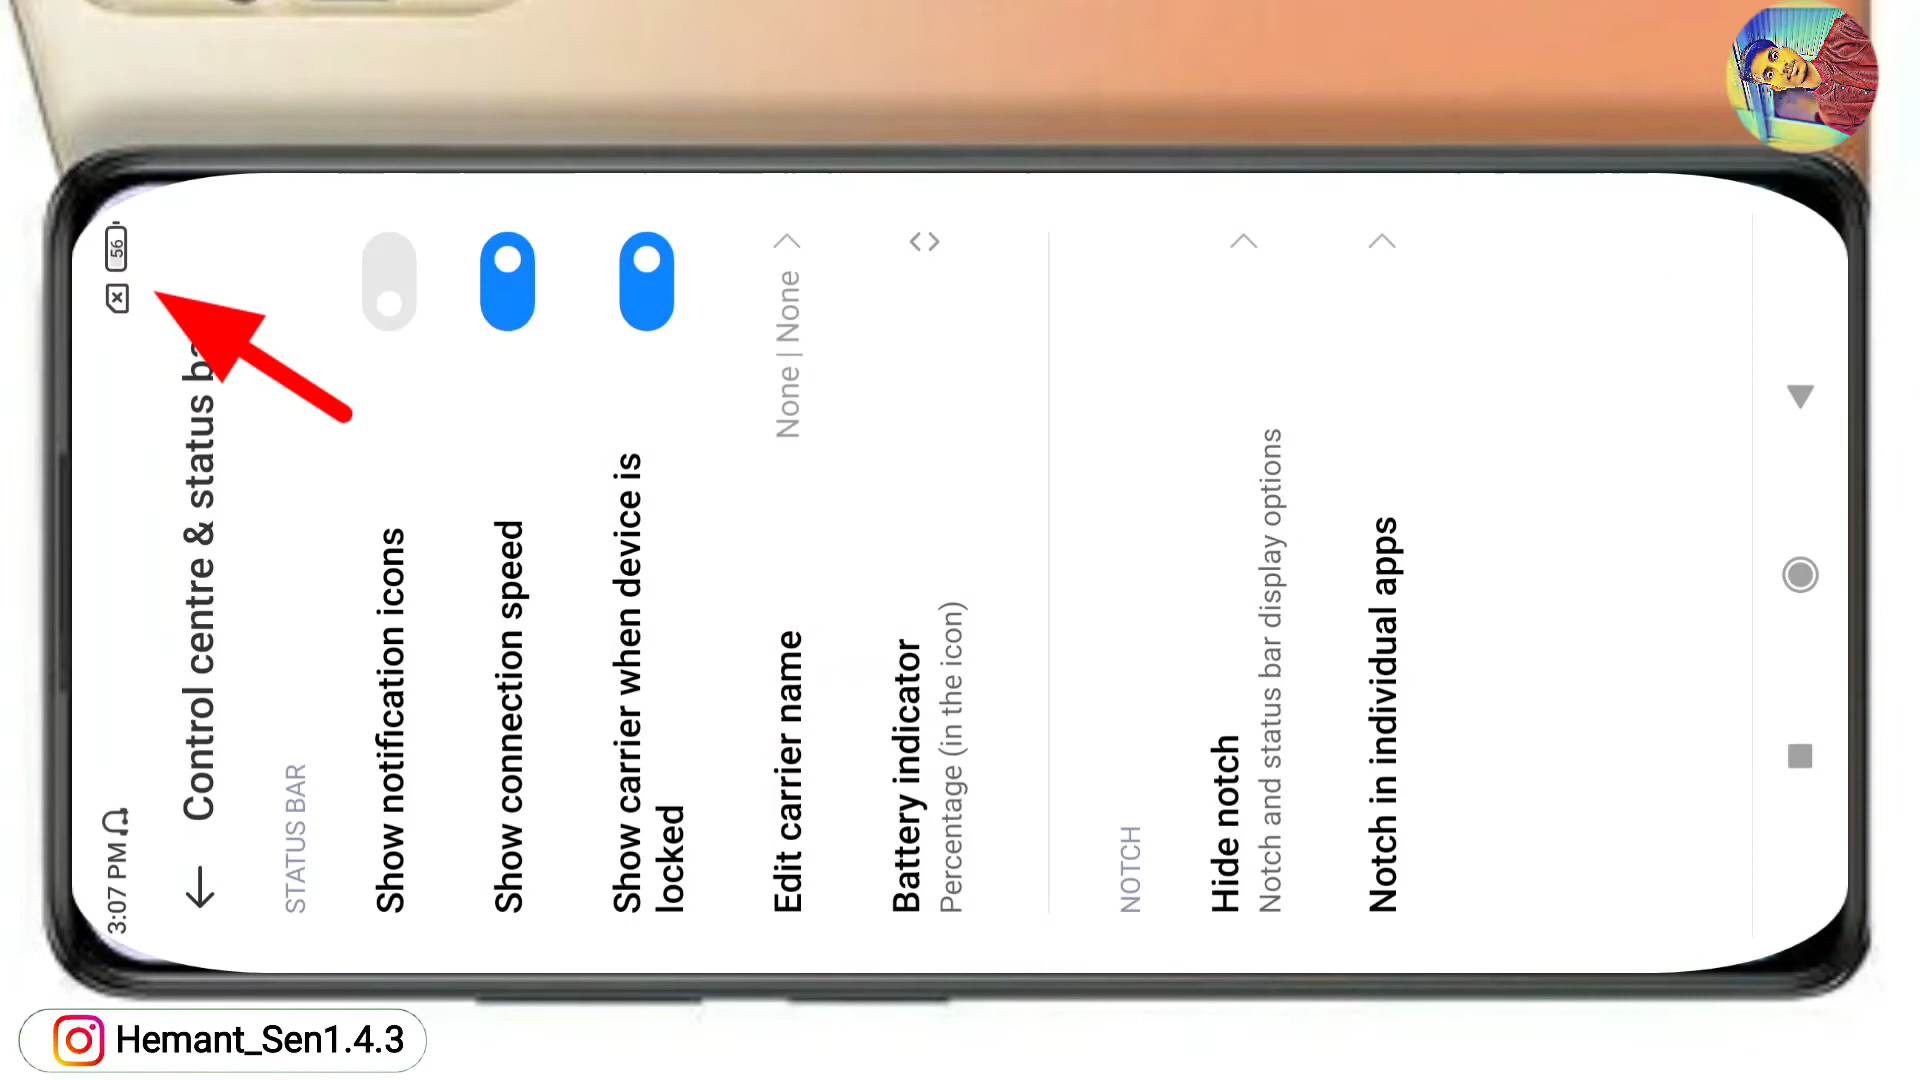 3:07 PM
56
Control centre & status ba
STATUS BAR
Show notification icons
Show connection speed
Show carrier when device is
locked
Edit carrier name
None | None
Battery indicator
Percentage (in the icon)
NOTCH
Hide notch
Notch and status bar display options
Notch in individual apps
Hemant_Sen1.4.3